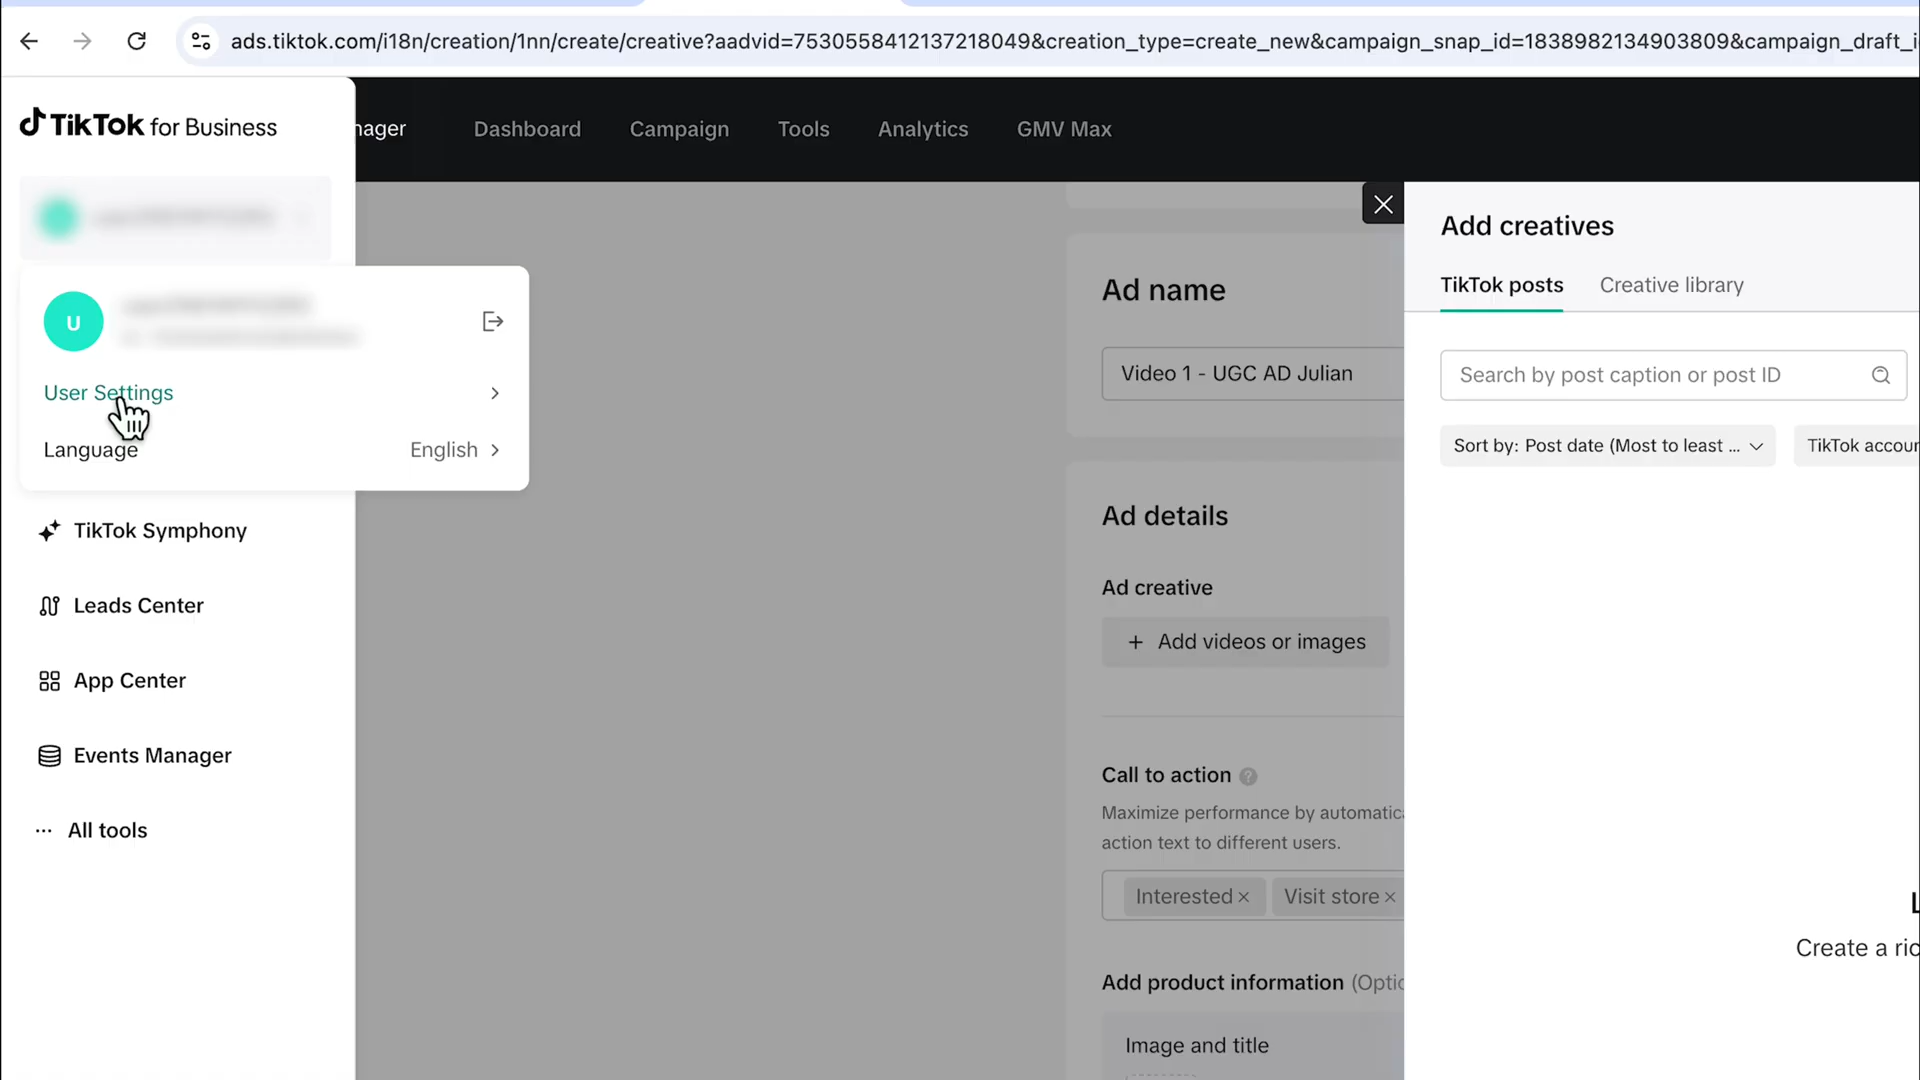 ads.tiktok.com/i18n/creation/1nn/create/creative?aadvid=7530558412137218049&creation_type=create_new&campaign_snap_id=1838982134903809&campaign_draft_i
TikTok for Business
nager
Dashboard
Campaign
Tools
Analytics
GMV Max
U
User Settings
Language
English
TikTok Symphony
Leads Center
App Center
Events Manager
All tools
Ad name
Video 1 - UGC AD Julian
Ad details
Ad creative
+ Add videos or images
Call to action ?
Maximize performance by automatic
action text to different users.
Interested ×
Visit store ×
Add product information (Optio
Image and title
Add creatives
TikTok posts
Creative library
Search by post caption or post ID
Sort by: Post date (Most to least ...
TikTok accour
Create a ric